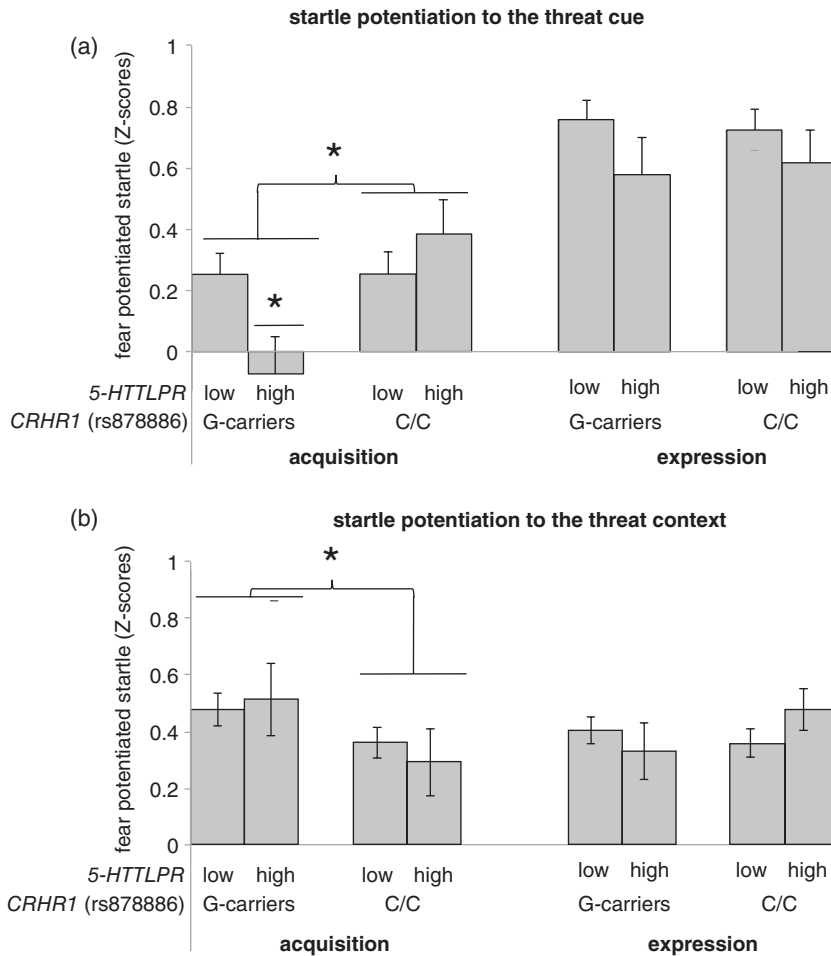 startle potentiation to the threat cue
(a)
fear potentiated startle (Z-scores)
1
0.8
0.6
0.4
0.2
0
*
*
5-HTTLPR low high low high low high low high
CRHR1 (rs878886) G-carriers C/C G-carriers C/C
acquisition expression
(b)
startle potentiation to the threat context
fear potentiated startle (Z-scores)
1
0.8
0.6
0.4
0.2
0
*
5-HTTLPR low high low high low high low high
CRHR1 (rs878886) G-carriers C/C G-carriers C/C
acquisition expression